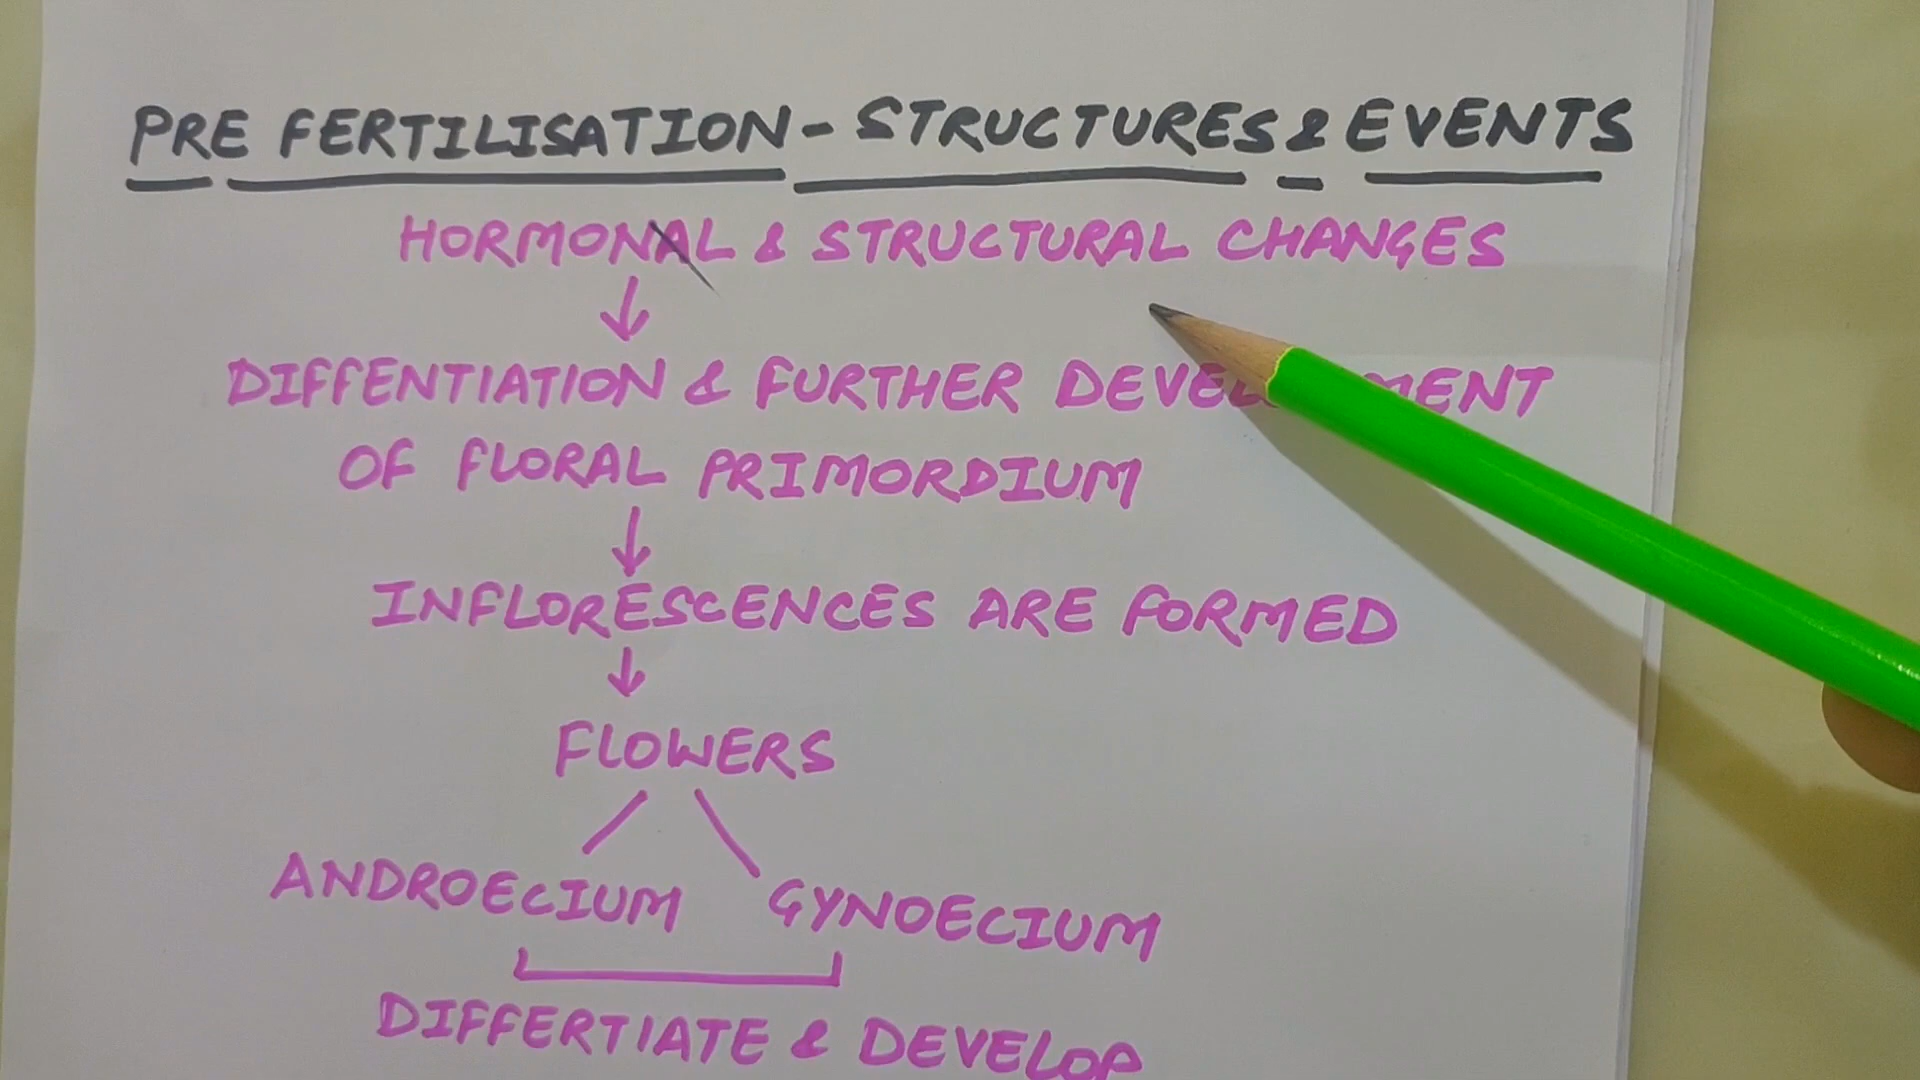 PRE FERTILISATION - STRUCTURES & EVENTS
HORMONAL & STRUCTURAL CHANGES
↓
DIFFENTIATION & FURTHER DEVELOPMENT
OF FLORAL PRIMORDIUM
↓
INFLORESCENCES ARE FORMED
↓
FLOWERS
ANDROECIUM GYNOECIUM
DIFFERTIATE & DEVELOP